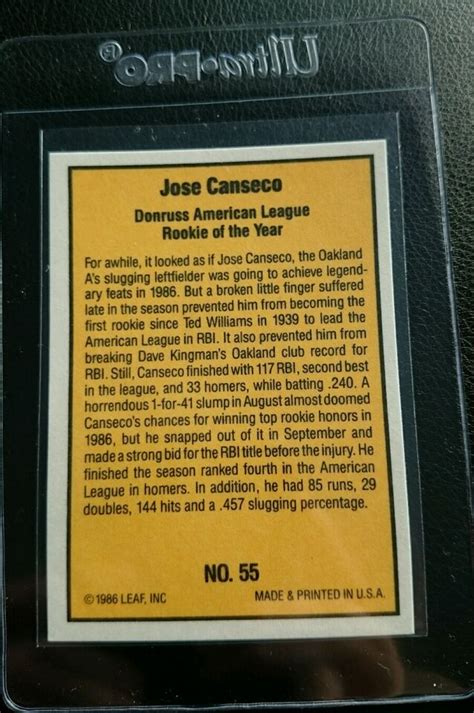 Ultra•PRO®
Jose Canseco
Donruss American League
Rookie of the Year
For awhile, it looked as if Jose Canseco, the Oakland
A's slugging leftfielder was going to achieve legend-
ary feats in 1986. But a broken little finger suffered
late in the season prevented him from becoming the
first rookie since Ted Williams in 1939 to lead the
American League in RBI. It also prevented him from
breaking Dave Kingman's Oakland club record for
RBI. Still, Canseco finished with 117 RBI, second best
in the league, and 33 homers, while batting .240. A
horrendous 1-for-41 slump in August almost doomed
Canseco's chances for winning top rookie honors in
1986, but he snapped out of it in September and
made a strong bid for the RBI title before the injury. He
finished the season ranked fourth in the American
League in homers. In addition, he had 85 runs, 29
doubles, 144 hits and a .457 slugging percentage.
NO. 55
©1986 LEAF, INC MADE & PRINTED IN U.S.A.